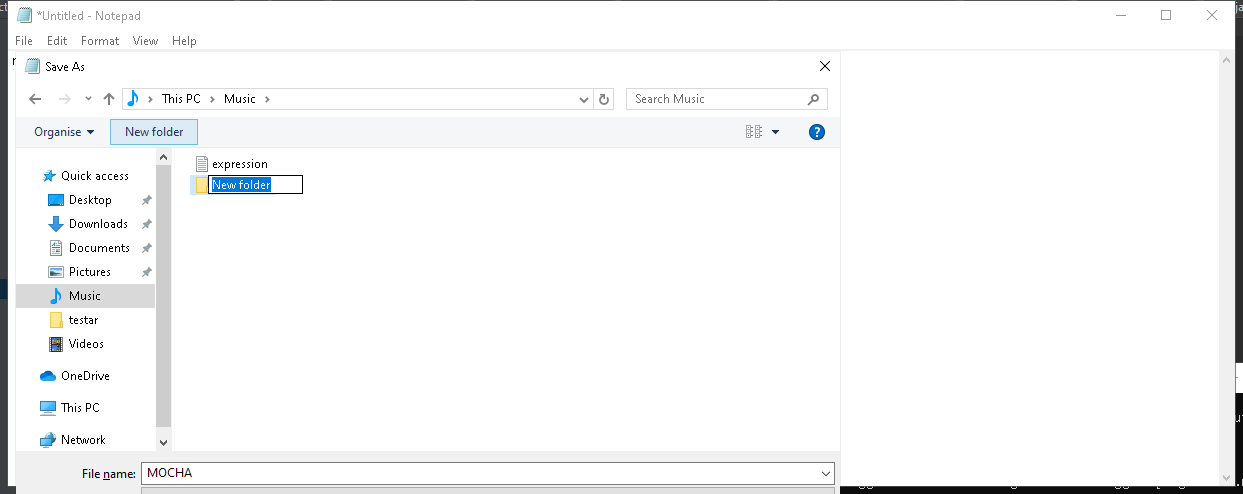 *Untitled - Notepad
File Edit Format View Help
Save As
This PC Music
Search Music
Organise New folder
Quick access
Desktop
Downloads
Documents
Pictures
Music
testar
Videos
OneDrive
This PC
Network
expression
New folder
File name: MOCHA